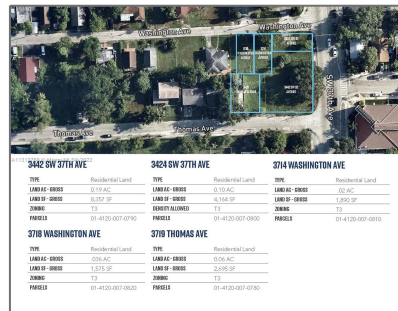 Washington Ave
Washington Ave
Thomas Ave
Thomas Ave
3442 SW 37TH AVE
TYPE Residential Land
LAND AC - GROSS 0.19 AC
LAND SF - GROSS 8,357 SF
ZONING T3
PARCELS 01-4120-007-0790
3424 SW 37TH AVE
TYPE Residential Land
LAND AC - GROSS 0.10 AC
LAND SF - GROSS 4,164 SF
DENSITY ALLOWED T3
PARCELS 01-4120-007-0800
3714 WASHINGTON AVE
TYPE Residential Land
LAND AC - GROSS .02 AC
LAND SF - GROSS 1,890 SF
ZONING T3
PARCELS 01-4120-007-0810
3718 WASHINGTON AVE
TYPE Residential Land
LAND AC - GROSS .036 AC
LAND SF - GROSS 1,575 SF
ZONING T3
PARCELS 01-4120-007-0820
3719 THOMAS AVE
TYPE Residential Land
LAND AC - GROSS 0.06 AC
LAND SF - GROSS 2,695 SF
ZONING T3
PARCELS 01-4120-007-0780